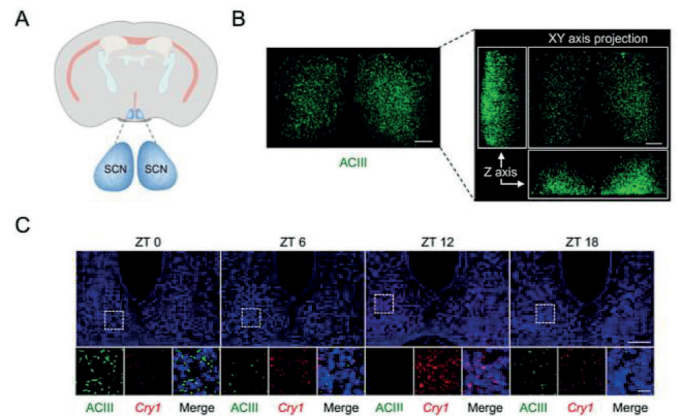 A
SCN SCN
B
ACIII
XY axis projection
Z axis
C
ZT 0 ZT 6 ZT 12 ZT 18
ACIII Cry1 Merge ACIII Cry1 Merge ACIII Cry1 Merge ACIII Cry1 Merge